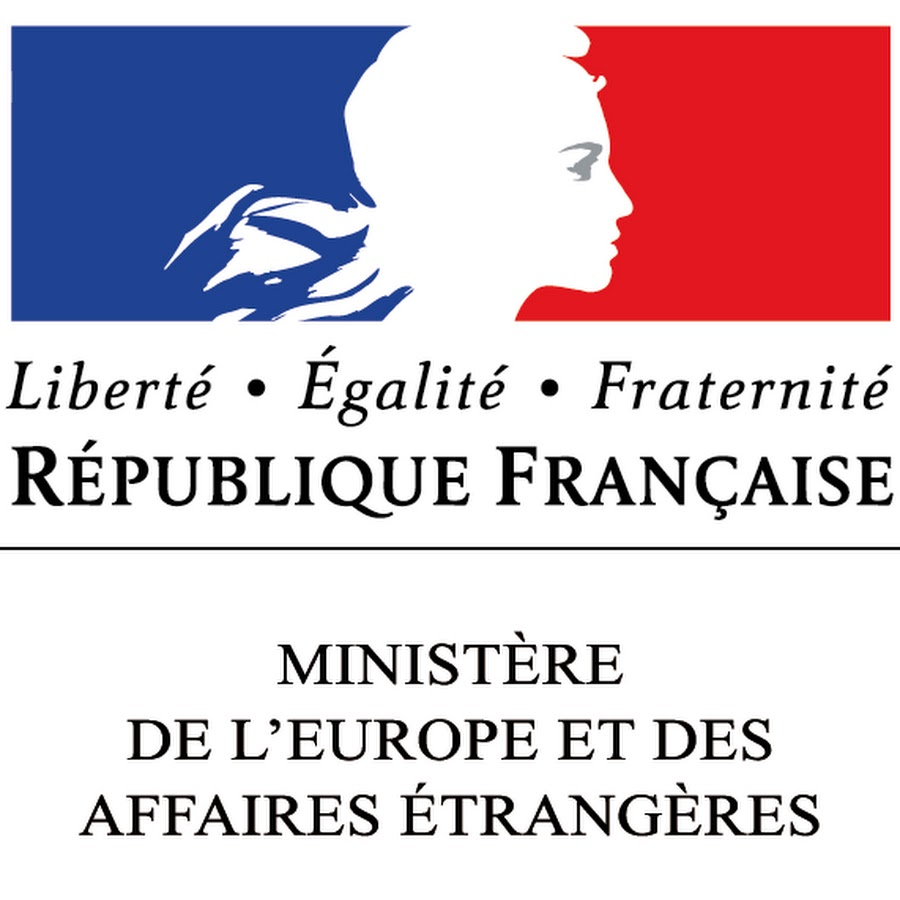 Liberté • Égalité • Fraternité
RÉPUBLIQUE FRANÇAISE
MINISTÈRE
DE L’EUROPE ET DES
AFFAIRES ÉTRANGÈRES